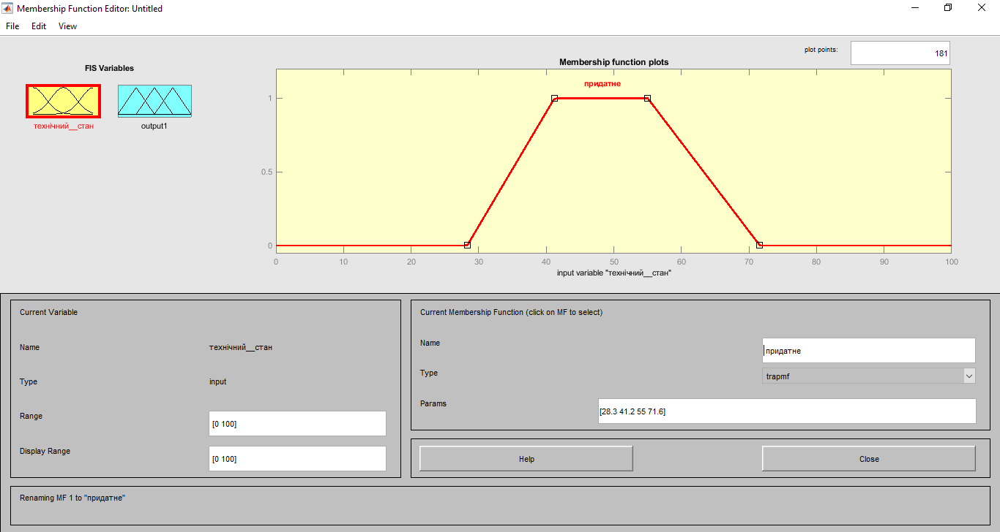 Membership Function Editor: Untitled
File Edit View
plot points: 181
FIS Variables
технічний__стан
output1
Membership function plots
придатне
1
0.5
0
0 10 20 30 40 50 60 70 80 90 100
input variable "технічний__стан"
Current Variable
Name технічний__стан
Type input
Range [0 100]
Display Range [0 100]
Current Membership Function (click on MF to select)
Name придатне
Type trapmf
Params [28.3 41.2 55 71.6]
Help Close
Renaming MF 1 to "придатне"